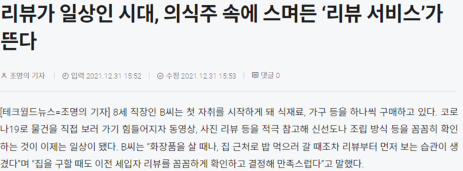 리뷰가 일상인 시대, 의식주 속에 스며든 ‘리뷰 서비스’가
뜬다
조명의 기자 입력 2021.12.31 15:52 수정 2021.12.31 15:53 댓글 0
[테크월드뉴스=조명의 기자] 8세 직장인 B씨는 첫 자취를 시작하게 돼 식재료, 가구 등을 하나씩 구매하고 있다. 코로
나19로 물건을 직접 보러 가기 힘들어지자 동영상, 사진 리뷰 등을 적극 참고해 신선도나 조립 방식 등을 꼼꼼히 확인
하는 것이 이제는 일상이 됐다. B씨는 “화장품을 살 때나, 집 근처로 밥 먹으러 갈 때조차 리뷰부터 먼저 보는 습관이 생
겼다”며 “집을 구할 때도 이전 세입자 리뷰를 꼼꼼하게 확인하고 결정해 만족스럽다”고 말했다.